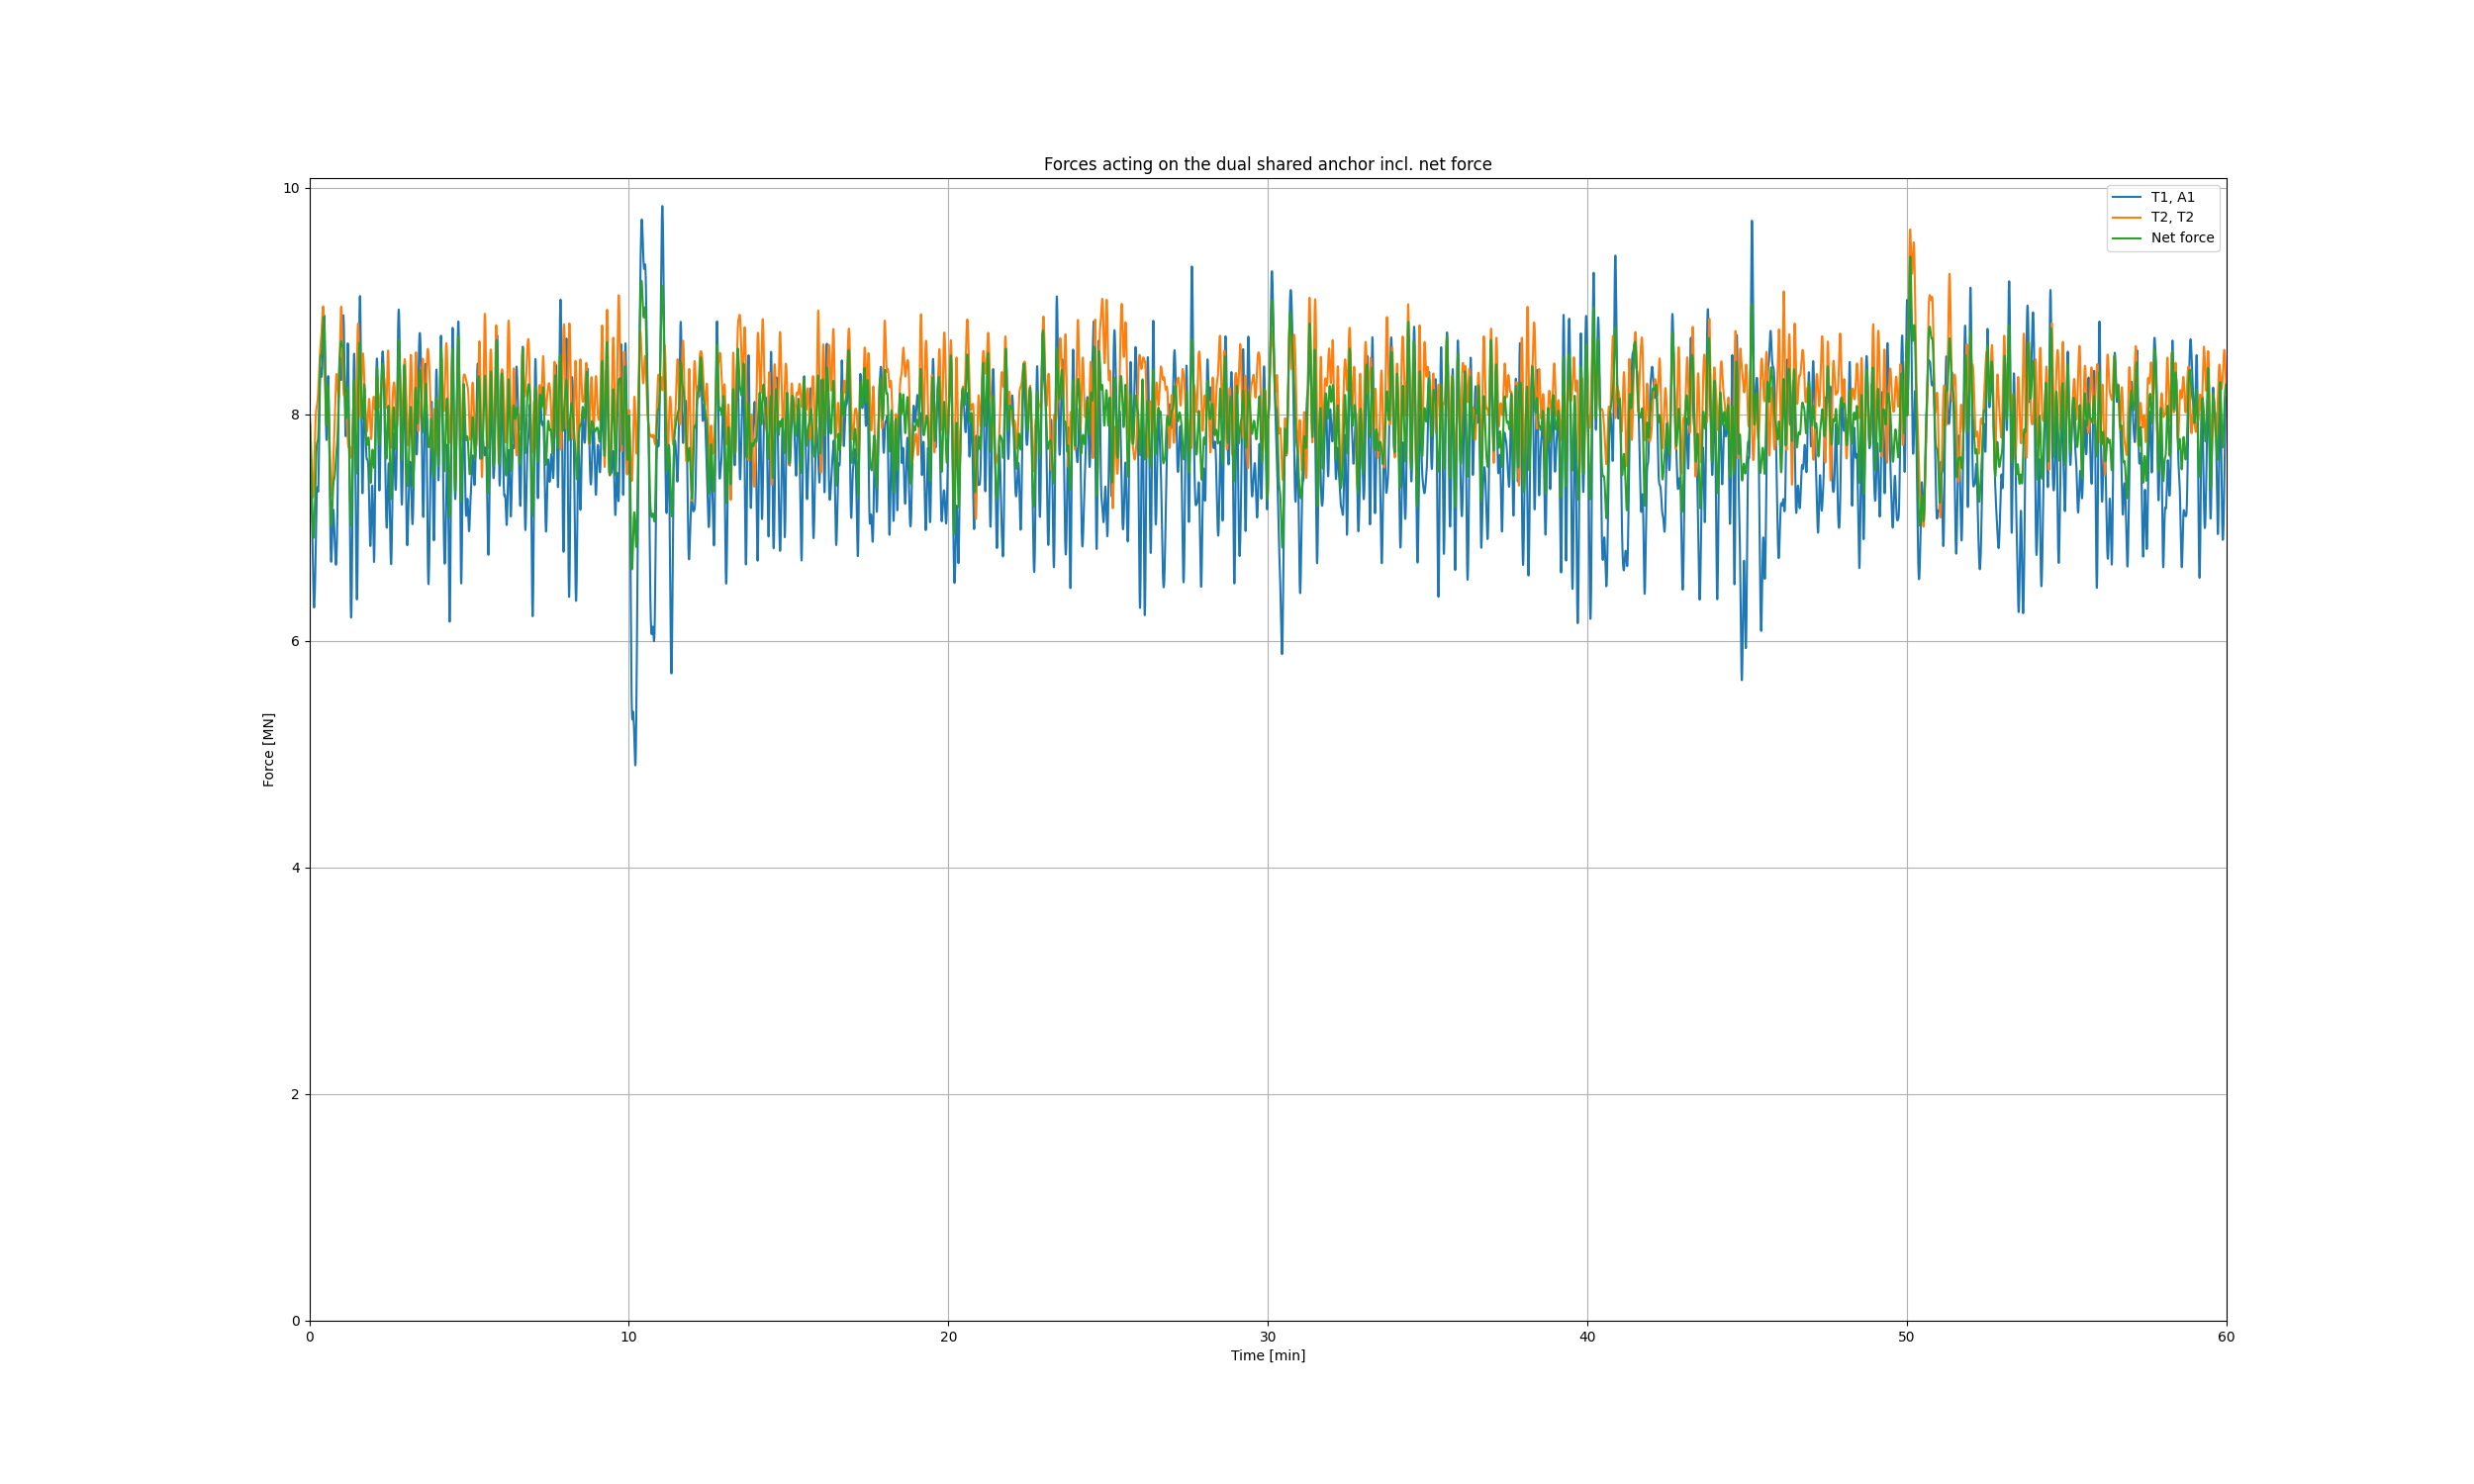 Forces acting on the dual shared anchor incl. net force
T1, A1
T2, T2
Net force
10
8
6
4
2
0
Force [MN]
0 10 20 30 40 50 60
Time [min]